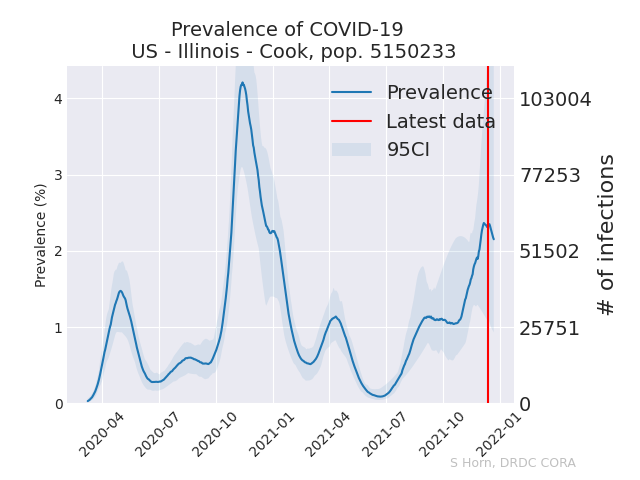 Prevalence of COVID-19
US - Illinois - Cook, pop. 5150233
Prevalence
Latest data
95CI
Prevalence (%)
4
3
2
1
0
103004
77253
51502
25751
0
# of infections
2020-04
2020-07
2020-10
2021-01
2021-04
2021-07
2021-10
2022-01
S Horn, DRDC CORA